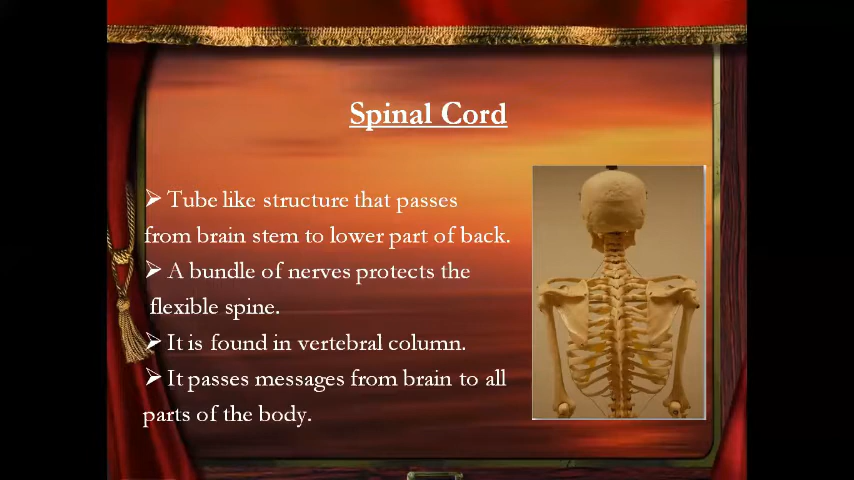 Spinal Cord
➢ Tube like structure that passes
from brain stem to lower part of back.
➢ A bundle of nerves protects the
flexible spine.
➢ It is found in vertebral column.
➢ It passes messages from brain to all
parts of the body.